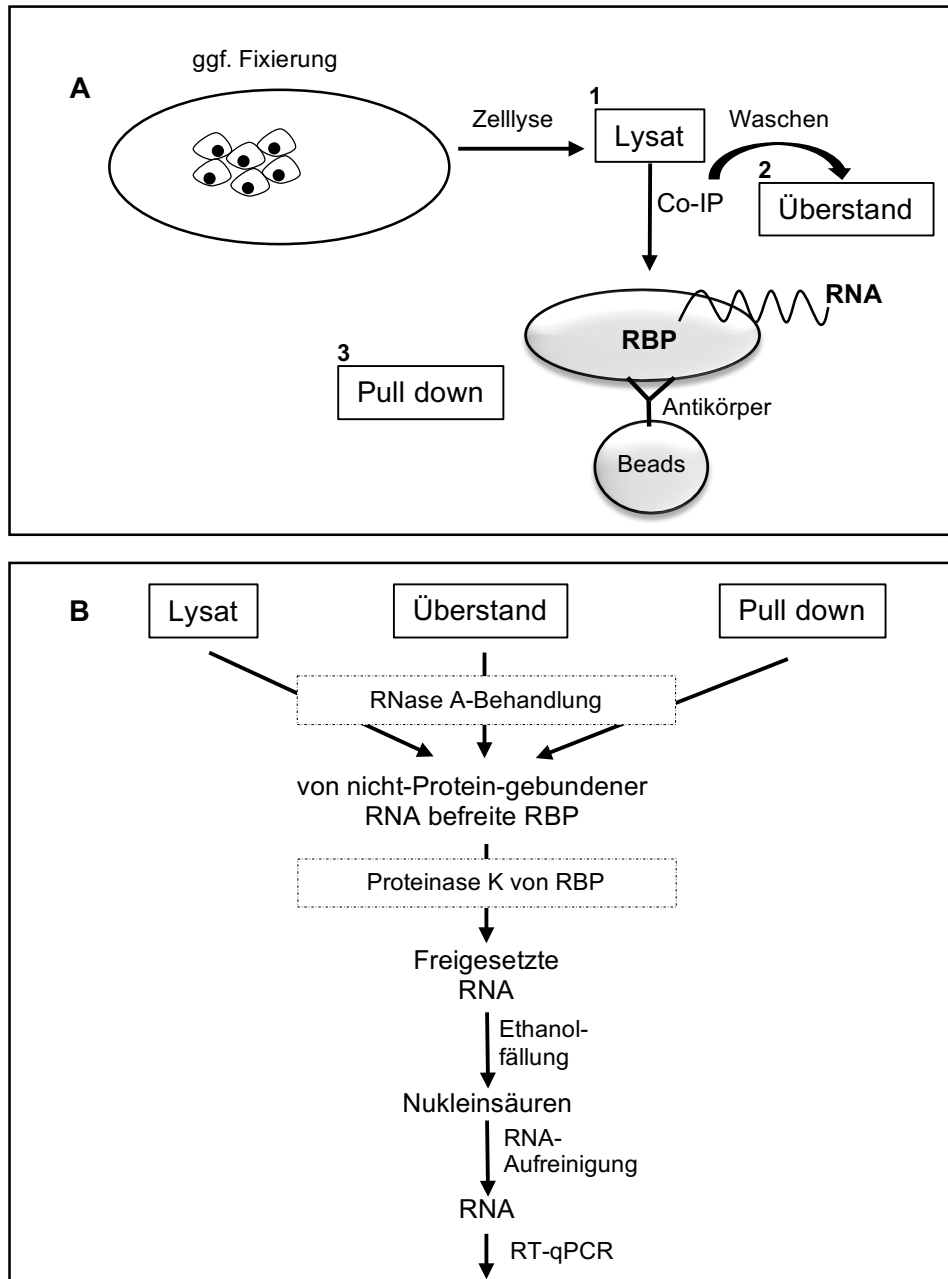 A
ggf. Fixierung
Zelllyse
1
Lysat
Waschen
2
Überstand
Co-IP
RNA
RBP
3
Pull down
Antikörper
Beads
B
Lysat
Überstand
Pull down
RNase A-Behandlung
von nicht-Protein-gebundener
RNA befreite RBP
Proteinase K von RBP
Freigesetzte
RNA
Ethanol-
fällung
Nukleinsäuren
RNA-
Aufreinigung
RNA
RT-qPCR